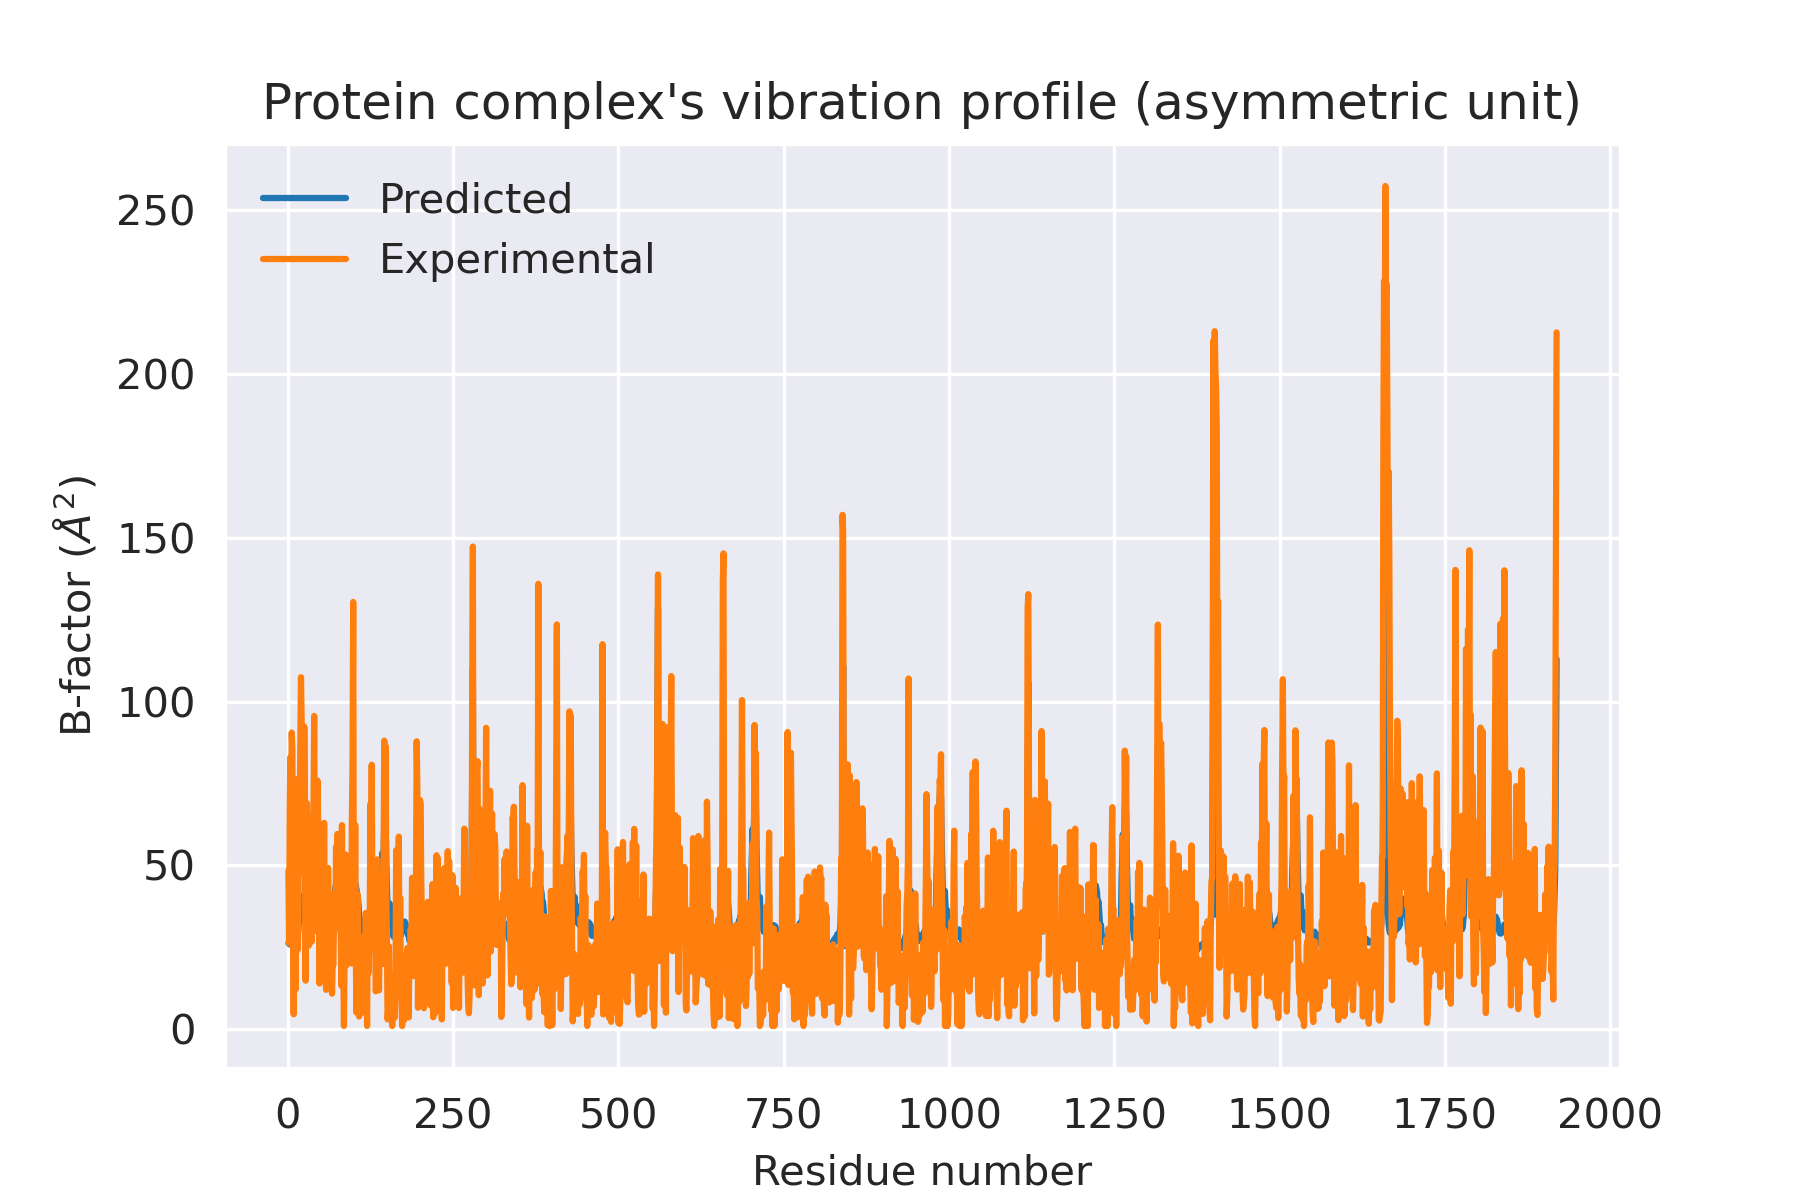 Protein complex's vibration profile (asymmetric unit)
Predicted
Experimental
250
200
150
100
50
0
B-factor (Å²)
0 250 500 750 1000 1250 1500 1750 2000
Residue number